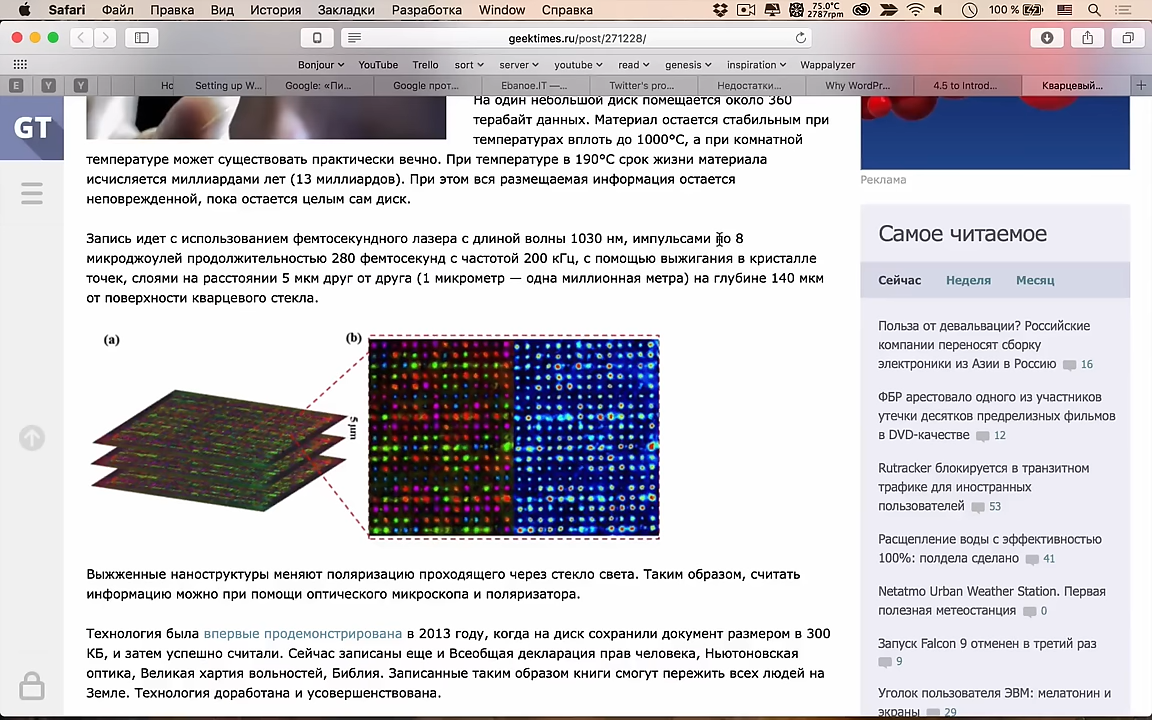 Safari Файл Правка Вид История Закладки Разработка Window Справка 75.0°C 2787rpm 100 %
geektimes.ru/post/271228/
Bonjour YouTube Trello sort server youtube read genesis inspiration Wappalyzer
Нс Setting up W... Google: «Пи... Google прот... Ebanoe.IT —... Twitter's pro... Недостатки... Why WordPr... 4.5 to Introd... Кварцевый...
GT
На один небольшой диск помещается около 360
терабайт данных. Материал остается стабильным при
температурах вплоть до 1000°C, а при комнатной
температуре может существовать практически вечно. При температуре в 190°C срок жизни материала
исчисляется миллиардами лет (13 миллиардов). При этом вся размещаемая информация остается
неповрежденной, пока остается целым сам диск.
Запись идет с использованием фемтосекундного лазера с длиной волны 1030 нм, импульсами по 8
микроджоулей продолжительностью 280 фемтосекунд с частотой 200 кГц, с помощью выжигания в кристалле
точек, слоями на расстоянии 5 мкм друг от друга (1 микрометр — одна миллионная метра) на глубине 140 мкм
от поверхности кварцевого стекла.
(a)
(b)
5 μm
Выжженные наноструктуры меняют поляризацию проходящего через стекло света. Таким образом, считать
информацию можно при помощи оптического микроскопа и поляризатора.
Технология была впервые продемонстрирована в 2013 году, когда на диск сохранили документ размером в 300
КБ, и затем успешно считали. Сейчас записаны еще и Всеобщая декларация прав человека, Ньютоновская
оптика, Великая хартия вольностей, Библия. Записанные таким образом книги смогут пережить всех людей на
Земле. Технология доработана и усовершенствована.
Реклама
Самое читаемое
Сейчас Неделя Месяц
Польза от девальвации? Российские
компании переносят сборку
электроники из Азии в Россию 16
ФБР арестовало одного из участников
утечки десятков предрелизных фильмов
в DVD-качестве 12
Rutracker блокируется в транзитном
трафике для иностранных
пользователей 53
Расщепление воды с эффективностью
100%: полдела сделано 41
Netatmo Urban Weather Station. Первая
полезная метеостанция 0
Запуск Falcon 9 отменен в третий раз
9
Уголок пользователя ЭВМ: мелатонин и
экраны 29